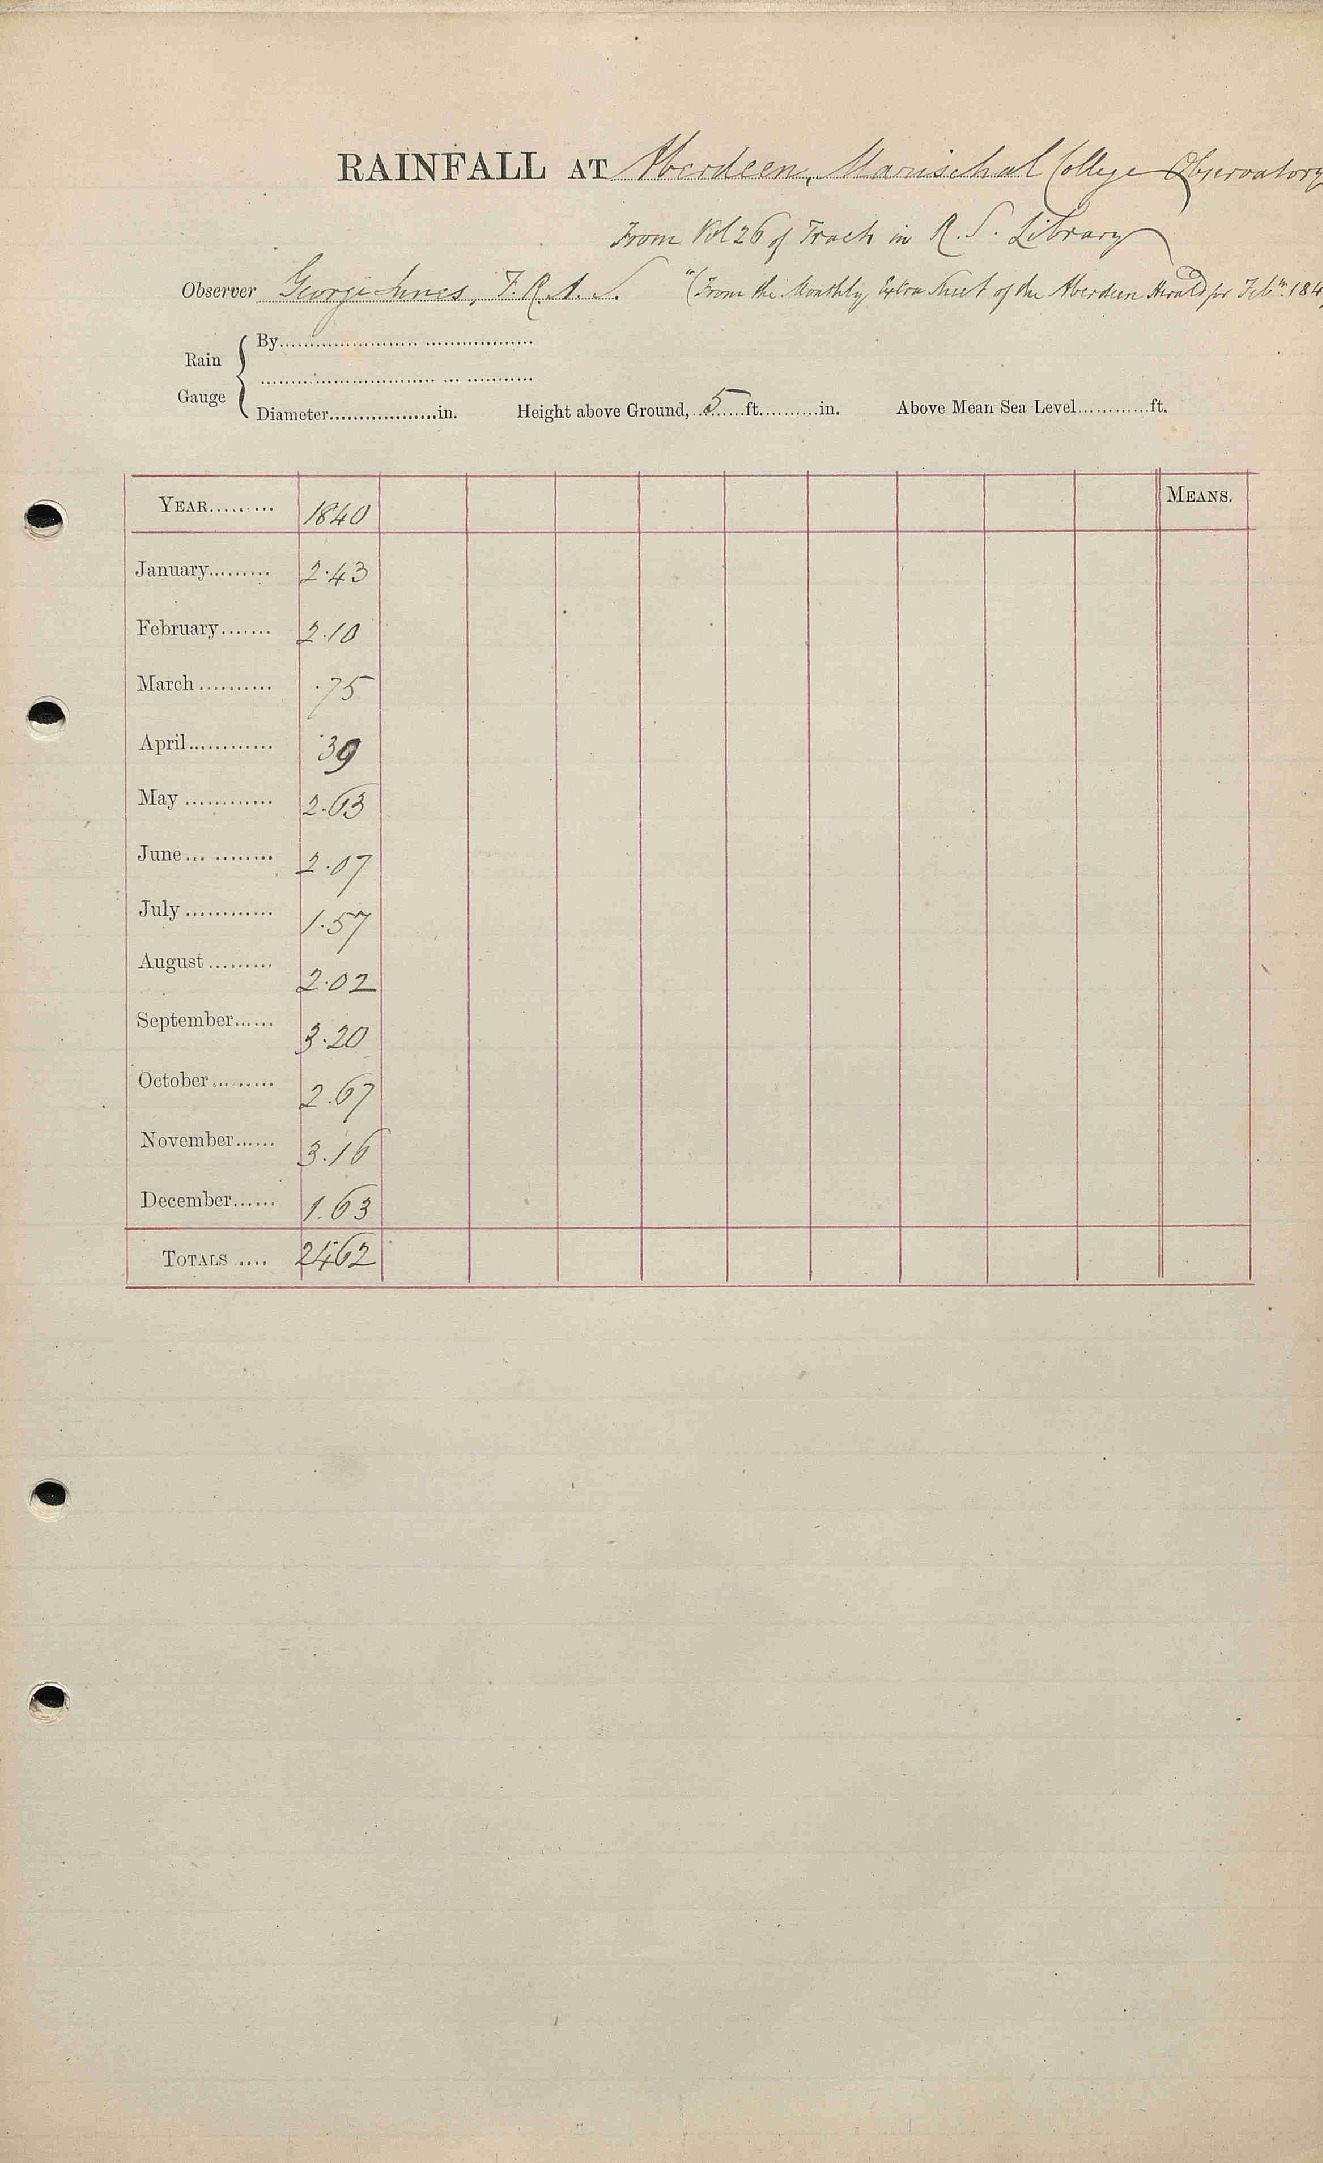 RAINFALL AT Aberdeen, Marischal College Observatory
From Vol 26 of Tracts in R. S. Library
Observer George Innes, F. R. A. S. "(From the Monthly Extra Sheet of the Aberdeen Herald for Feb. 184
Rain Gauge
By
Diameter in. Height above Ground, 5 ft. in. Above Mean Sea Level ft.
YEAR 1840 MEANS.
January 2.43
February 2.10
March .75
April .39
May 2.63
June 2.07
July 1.57
August 2.02
September 3.20
October 2.67
November 3.16
December 1.63
TOTALS 24.62